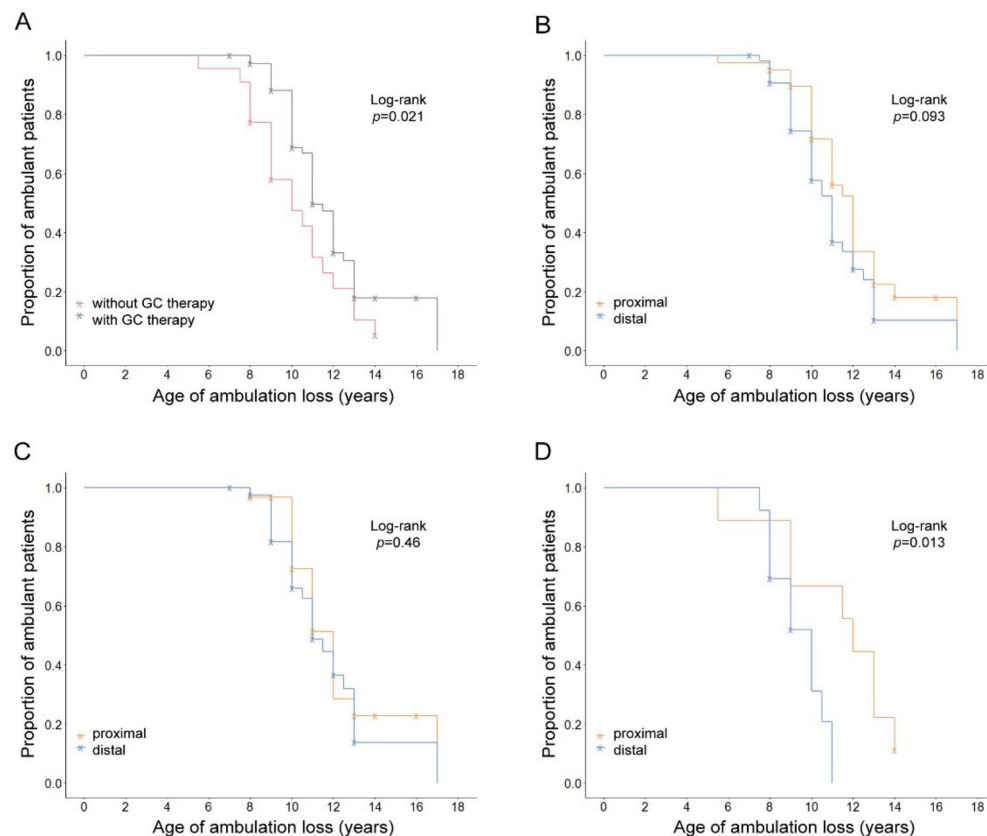 A
Proportion of ambulant patients
1.0
0.8
0.6
0.4
0.2
0.0
Log-rank
p=0.021
without GC therapy
with GC therapy
0 2 4 6 8 10 12 14 16 18
Age of ambulation loss (years)
B
Proportion of ambulant patients
1.0
0.8
0.6
0.4
0.2
0.0
Log-rank
p=0.093
proximal
distal
0 2 4 6 8 10 12 14 16 18
Age of ambulation loss (years)
C
Proportion of ambulant patients
1.0
0.8
0.6
0.4
0.2
0.0
Log-rank
p=0.46
proximal
distal
0 2 4 6 8 10 12 14 16 18
Age of ambulation loss (years)
D
Proportion of ambulant patients
1.0
0.8
0.6
0.4
0.2
0.0
Log-rank
p=0.013
proximal
distal
0 2 4 6 8 10 12 14 16 18
Age of ambulation loss (years)